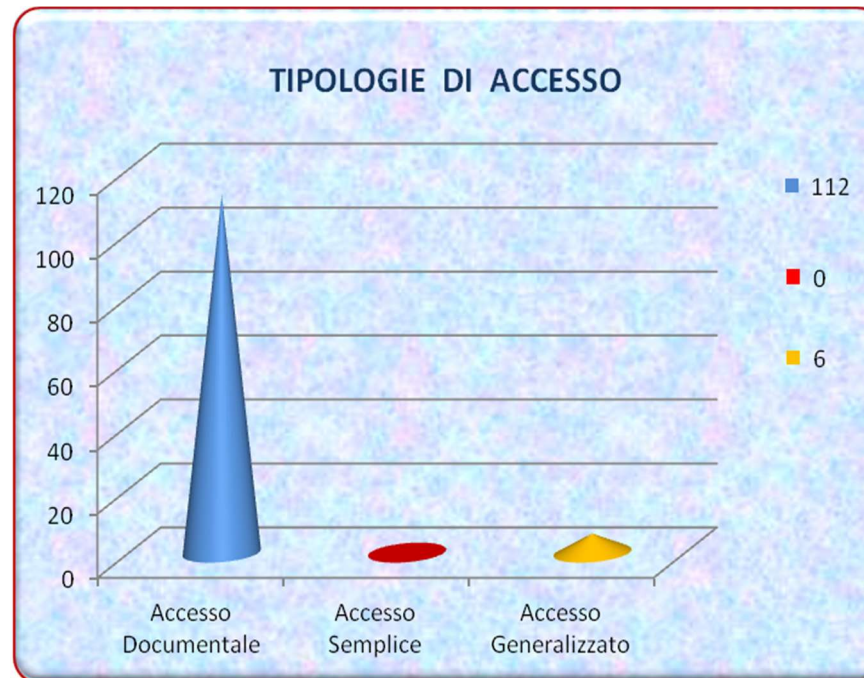 TIPOLOGIE DI ACCESSO
120
100
80
60
40
20
0
Accesso
Documentale
Accesso
Semplice
Accesso
Generalizzato
112
0
6